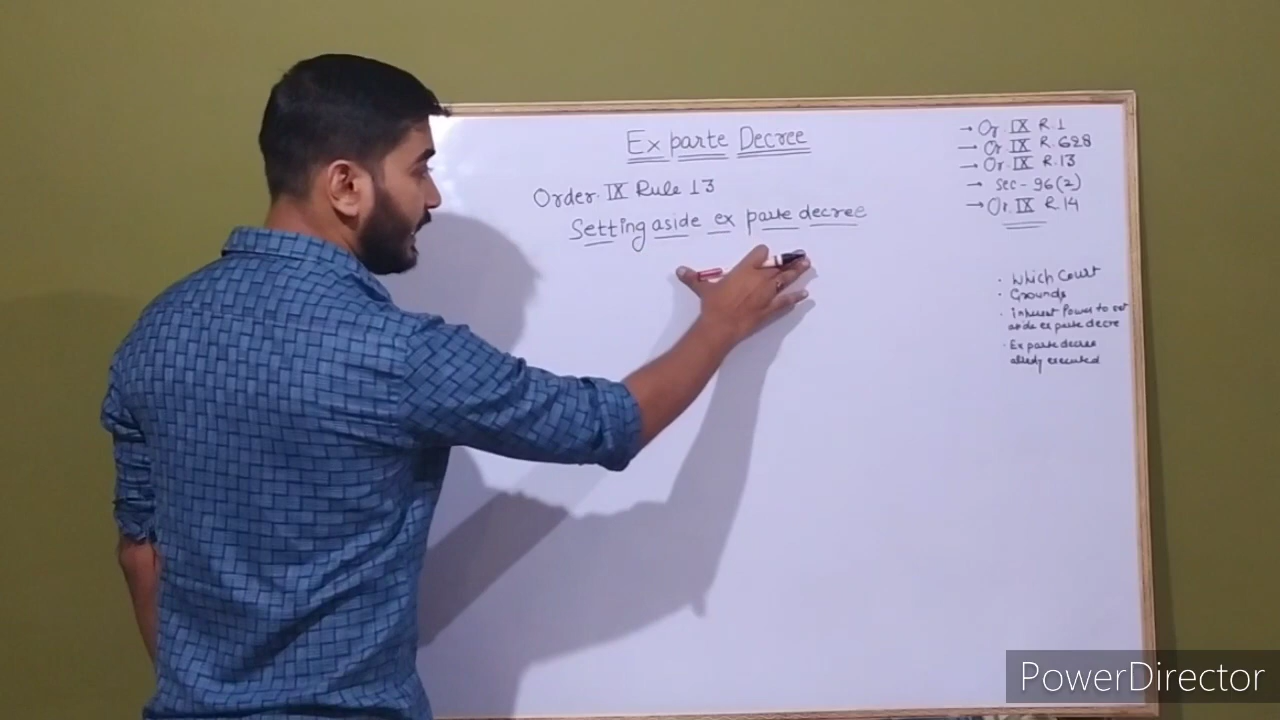 Ex parte Decree
Order. IX Rule 13
Setting aside ex parte decree
→ Or. IX R.1
→ Or IX R.6&8
→ Or. IX R.13
→ Sec - 96(2)
→ Or. IX R.14
· Which Court
· Grounds
· Inherent Power to set
aside ex parte decre
· Ex parte decree
already executed
PowerDirector